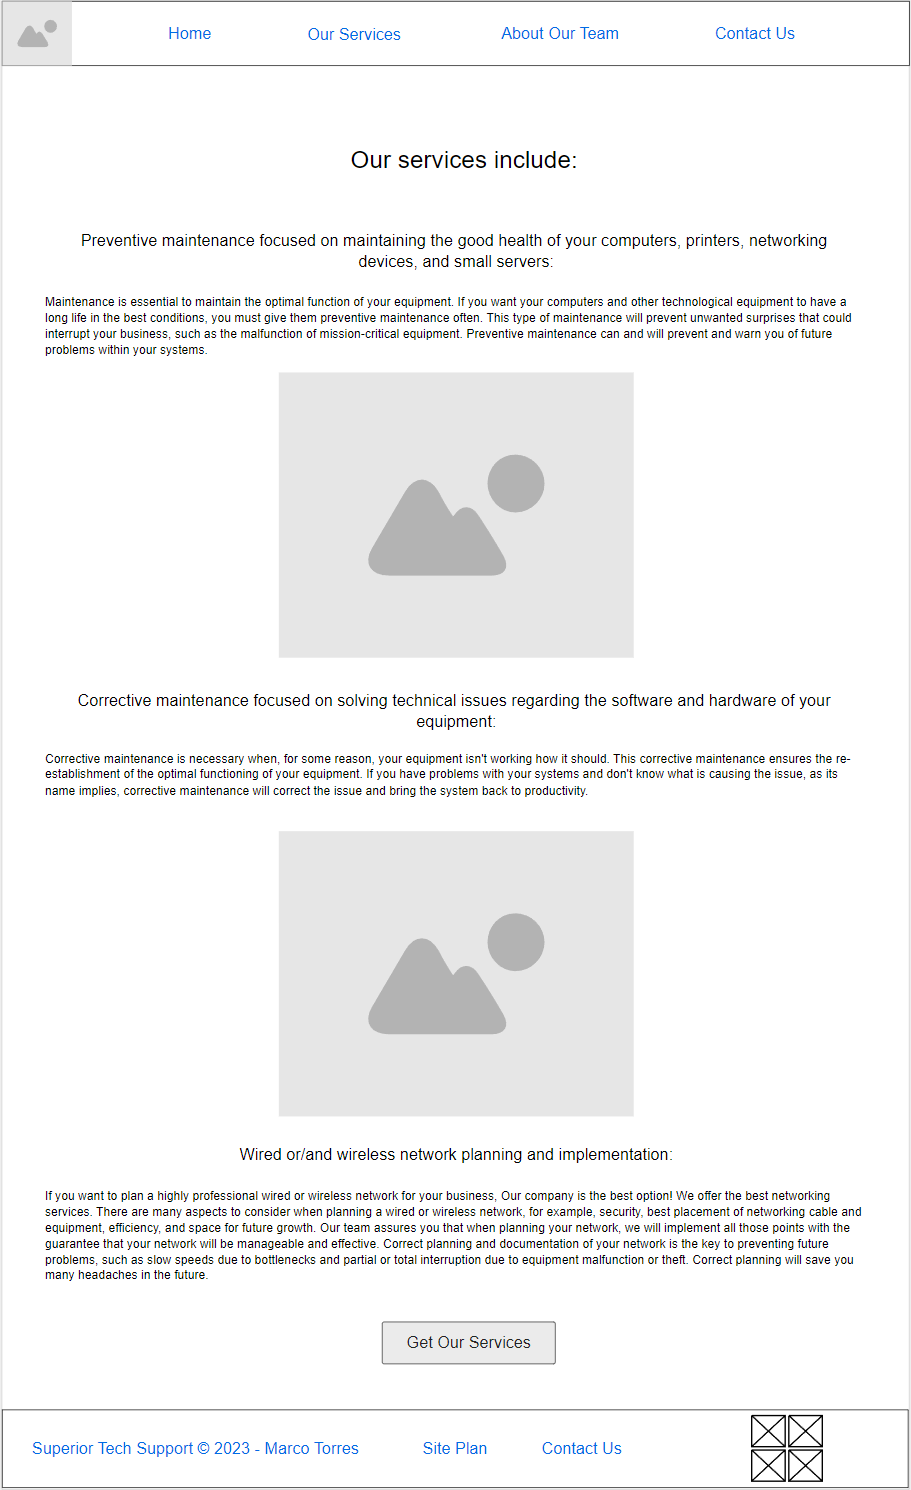 Home Our Services About Our Team Contact Us
Our services include:
Preventive maintenance focused on maintaining the good health of your computers, printers, networking
devices, and small servers:
Maintenance is essential to maintain the optimal function of your equipment. If you want your computers and other technological equipment to have a
long life in the best conditions, you must give them preventive maintenance often. This type of maintenance will prevent unwanted surprises that could
interrupt your business, such as the malfunction of mission-critical equipment. Preventive maintenance can and will prevent and warn you of future
problems within your systems.
Corrective maintenance focused on solving technical issues regarding the software and hardware of your
equipment:
Corrective maintenance is necessary when, for some reason, your equipment isn't working how it should. This corrective maintenance ensures the re-
establishment of the optimal functioning of your equipment. If you have problems with your systems and don't know what is causing the issue, as its
name implies, corrective maintenance will correct the issue and bring the system back to productivity.
Wired or/and wireless network planning and implementation:
If you want to plan a highly professional wired or wireless network for your business, Our company is the best option! We offer the best networking
services. There are many aspects to consider when planning a wired or wireless network, for example, security, best placement of networking cable and
equipment, efficiency, and space for future growth. Our team assures you that when planning your network, we will implement all those points with the
guarantee that your network will be manageable and effective. Correct planning and documentation of your network is the key to preventing future
problems, such as slow speeds due to bottlenecks and partial or total interruption due to equipment malfunction or theft. Correct planning will save you
many headaches in the future.
Get Our Services
Superior Tech Support © 2023 - Marco Torres Site Plan Contact Us